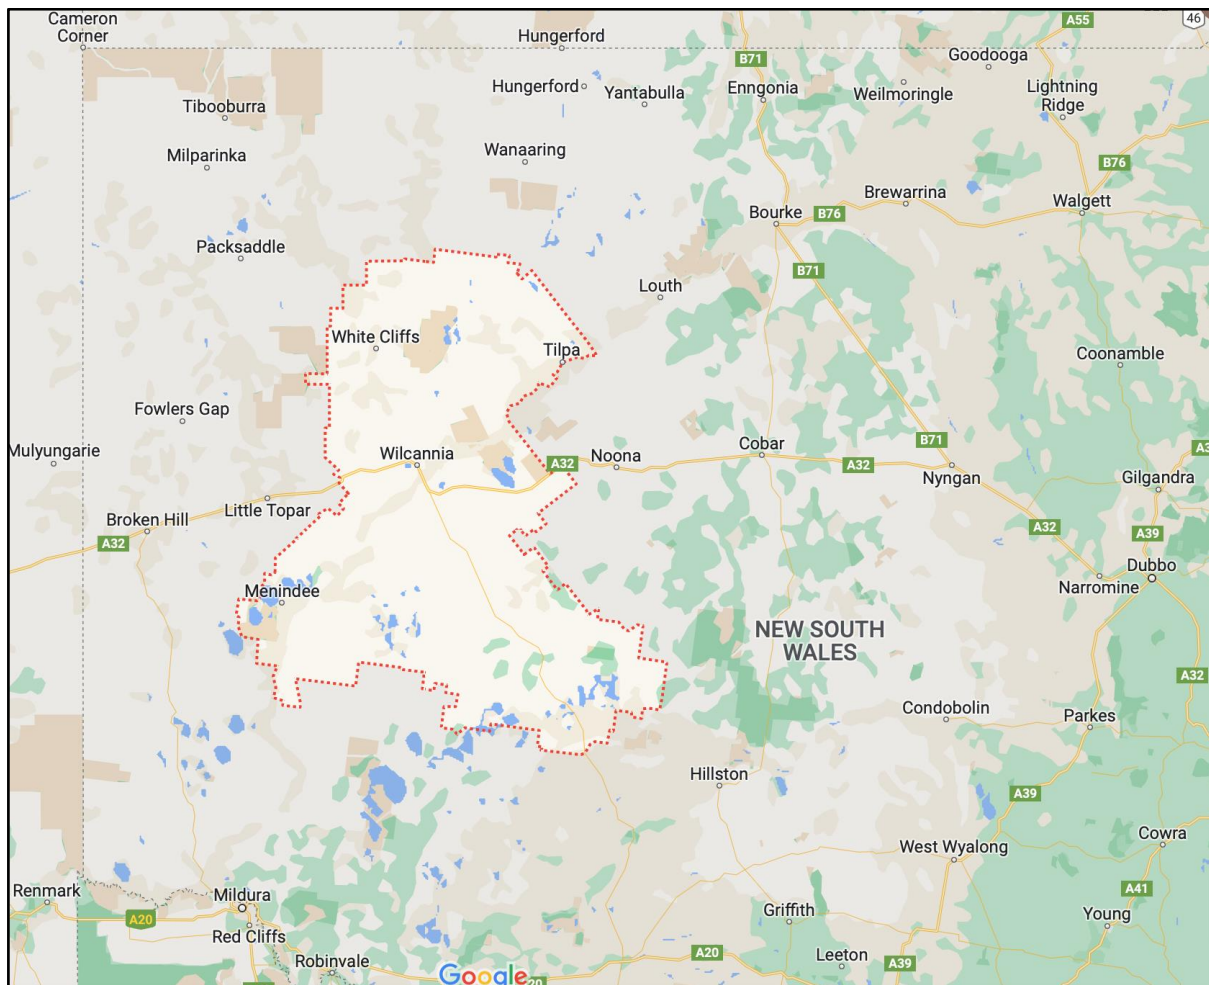 Cameron
Corner
Hungerford
A55
46
B71
Goodooga
Hungerford
Yantabulla
Enngonia
Weilmoringle
Lightning
Ridge
Tibooburra
Milparinka
Wanaaring
B76
Brewarrina
Walgett
Bourke
B76
Packsaddle
B71
Louth
White Cliffs
Tilpa
Coonamble
Fowlers Gap
Mulyungarie
Wilcannia
A32
Noona
Cobar
A32
B71
Nyngan
Gilgandra
Little Topar
Broken Hill
A32
A32
A39
Dubbo
Narromine
Menindee
NEW SOUTH
WALES
A32
Condobolin
Parkes
Hillston
A39
Cowra
West Wyalong
Renmark
Mildura
A20
A41
Griffith
Young
Red Cliffs
Robinvale
A20
Leeton
A39
Google
20